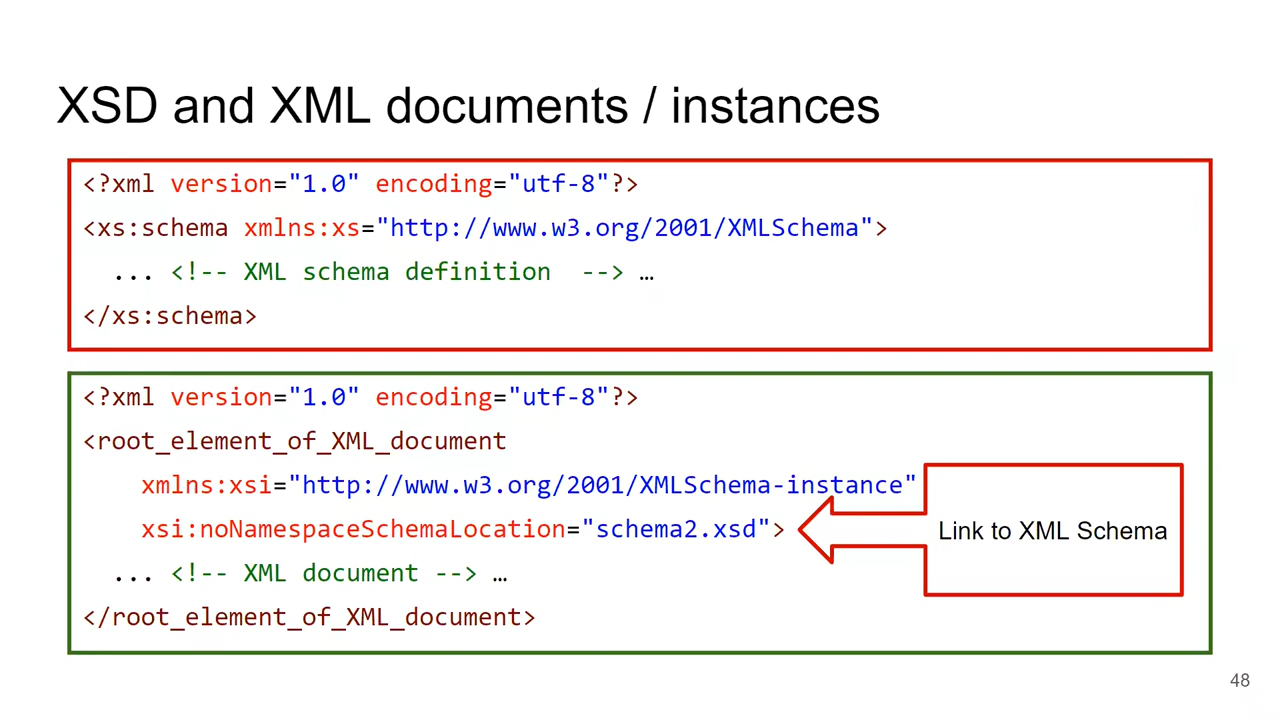 XSD and XML documents / instances
<?xml version="1.0" encoding="utf-8"?>
<xs:schema xmlns:xs="http://www.w3.org/2001/XMLSchema">
... <!-- XML schema definition  --> …
</xs:schema>
<?xml version="1.0" encoding="utf-8"?>
<root_element_of_XML_document
xmlns:xsi="http://www.w3.org/2001/XMLSchema-instance"
xsi:noNamespaceSchemaLocation="schema2.xsd">
Link to XML Schema
... <!-- XML document --> …
</root_element_of_XML_document>
48